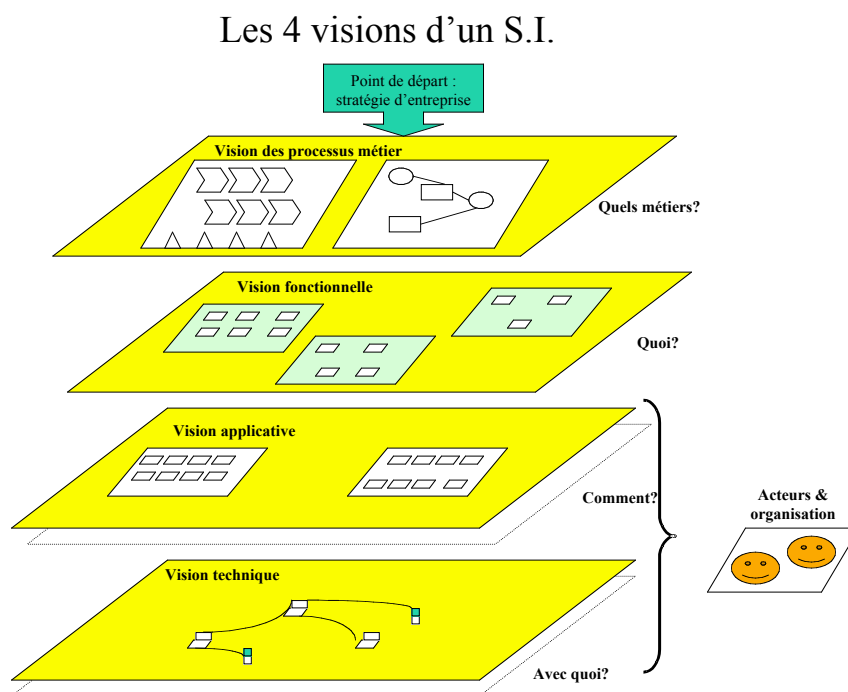 Les 4 visions d’un S.I.
Point de départ :
stratégie d’entreprise
Vision des processus métier
Quels métiers?
Vision fonctionnelle
Quoi?
Vision applicative
Comment?
Acteurs &
organisation
Vision technique
Avec quoi?